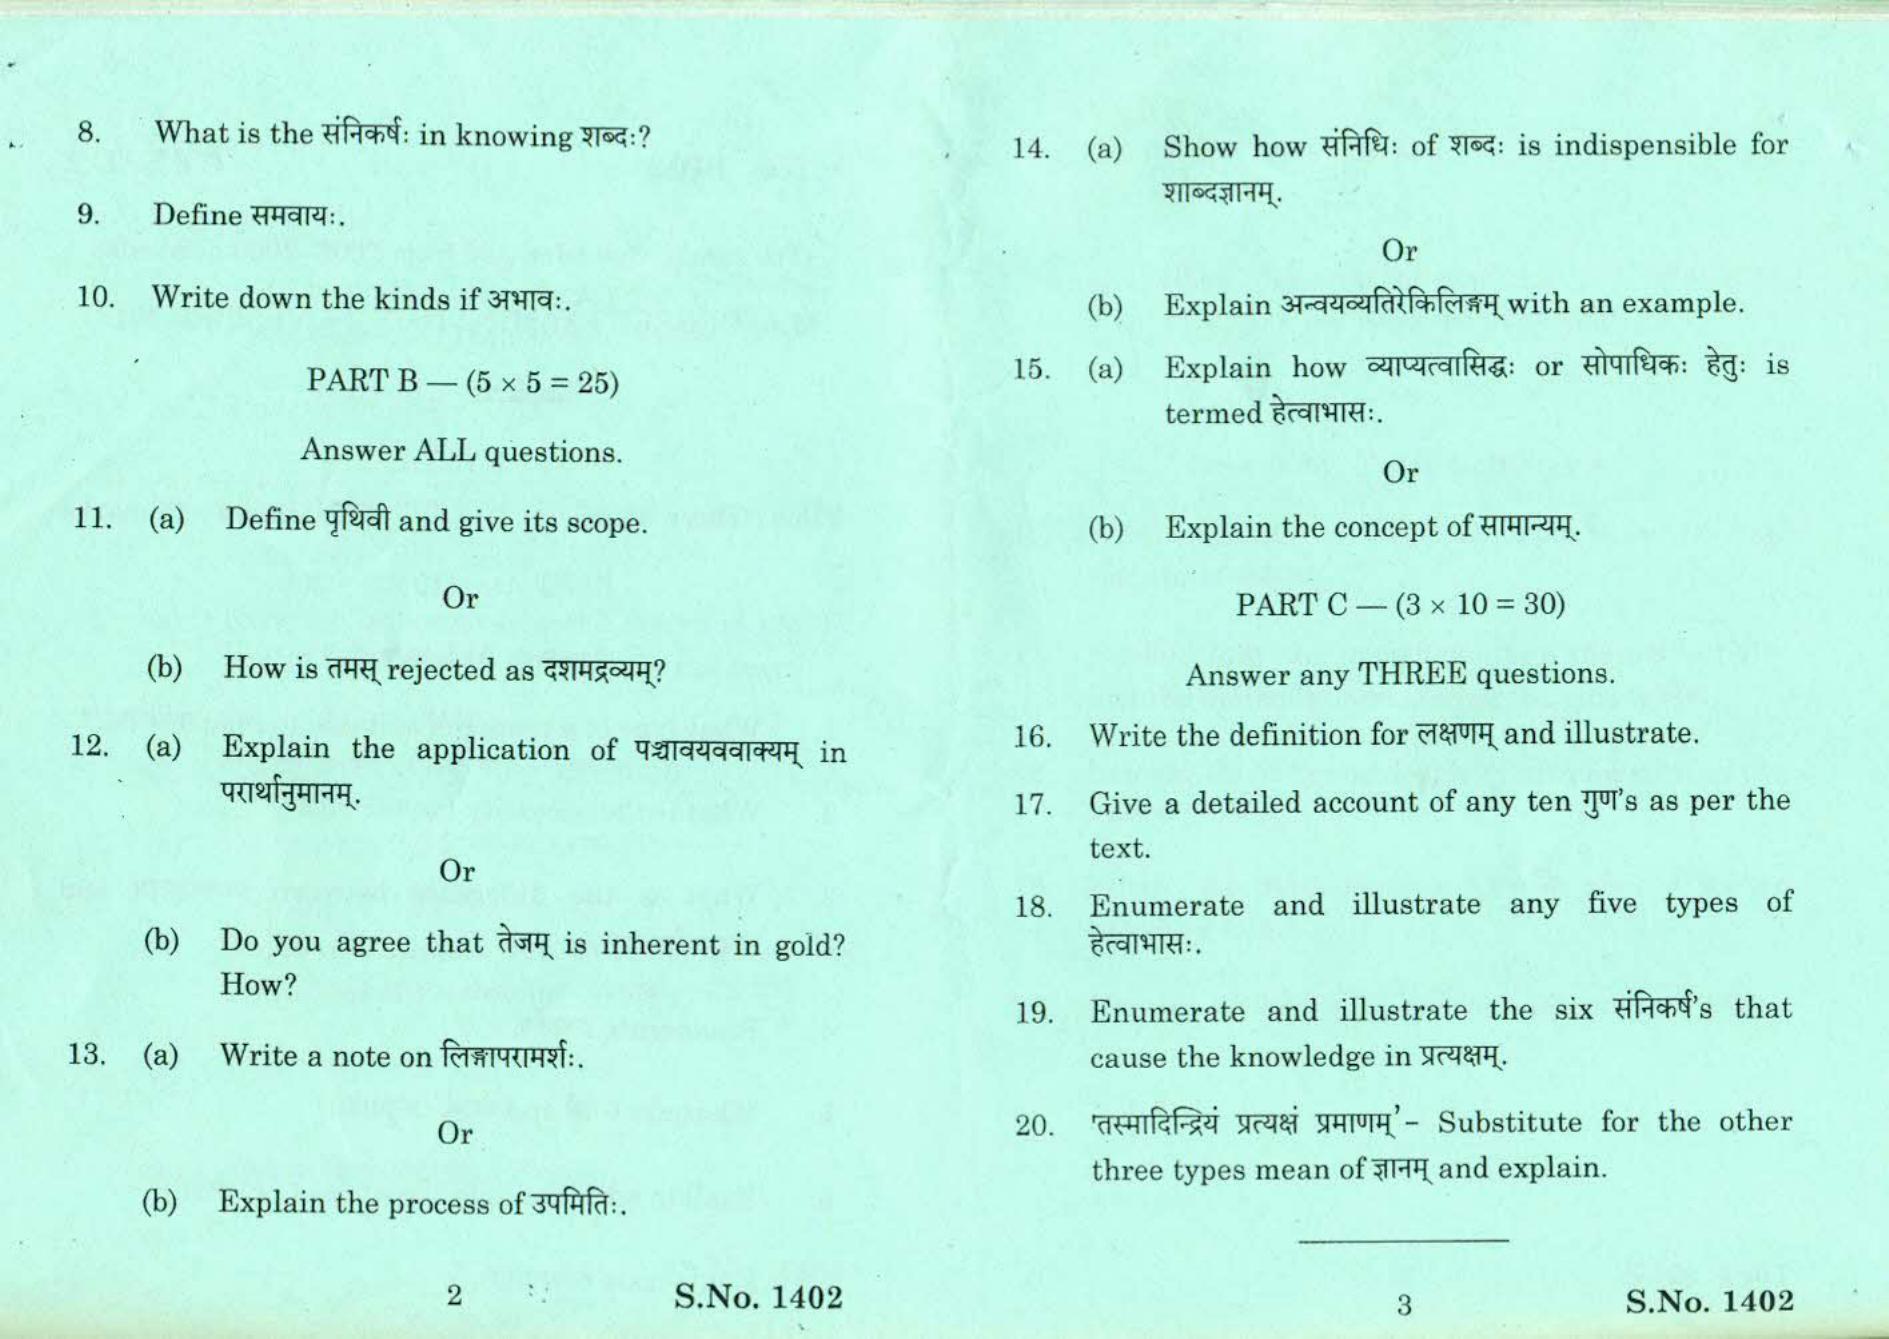 8. What is the संनिकर्षः in knowing शब्दः?
9. Define समवायः.
10. Write down the kinds if अभावः.
PART B — (5 × 5 = 25)
Answer ALL questions.
11. (a) Define पृथिवी and give its scope.
Or
(b) How is तमस् rejected as दशमद्रव्यम्?
12. (a) Explain the application of पञ्चावयववाक्यम् in
परार्थानुमानम्.
Or
(b) Do you agree that तेजम् is inherent in gold?
How?
13. (a) Write a note on लिङ्गापरामर्शः.
Or
(b) Explain the process of उपमितिः.
2 S.No. 1402
14. (a) Show how संनिधिः of शब्दः is indispensible for
शाब्दज्ञानम्.
Or
(b) Explain अन्वयव्यतिरेकिलिङ्गम् with an example.
15. (a) Explain how व्याप्यत्वासिद्धः or सोपाधिकः हेतुः is
termed हेत्वाभासः.
Or
(b) Explain the concept of सामान्यम्.
PART C — (3 × 10 = 30)
Answer any THREE questions.
16. Write the definition for लक्षणम् and illustrate.
17. Give a detailed account of any ten गुण's as per the
text.
18. Enumerate and illustrate any five types of
हेत्वाभासः.
19. Enumerate and illustrate the six संनिकर्ष's that
cause the knowledge in प्रत्यक्षम्.
20. 'तस्मादिन्द्रियं प्रत्यक्षं प्रमाणम्' – Substitute for the other
three types mean of ज्ञानम् and explain.
3 S.No. 1402